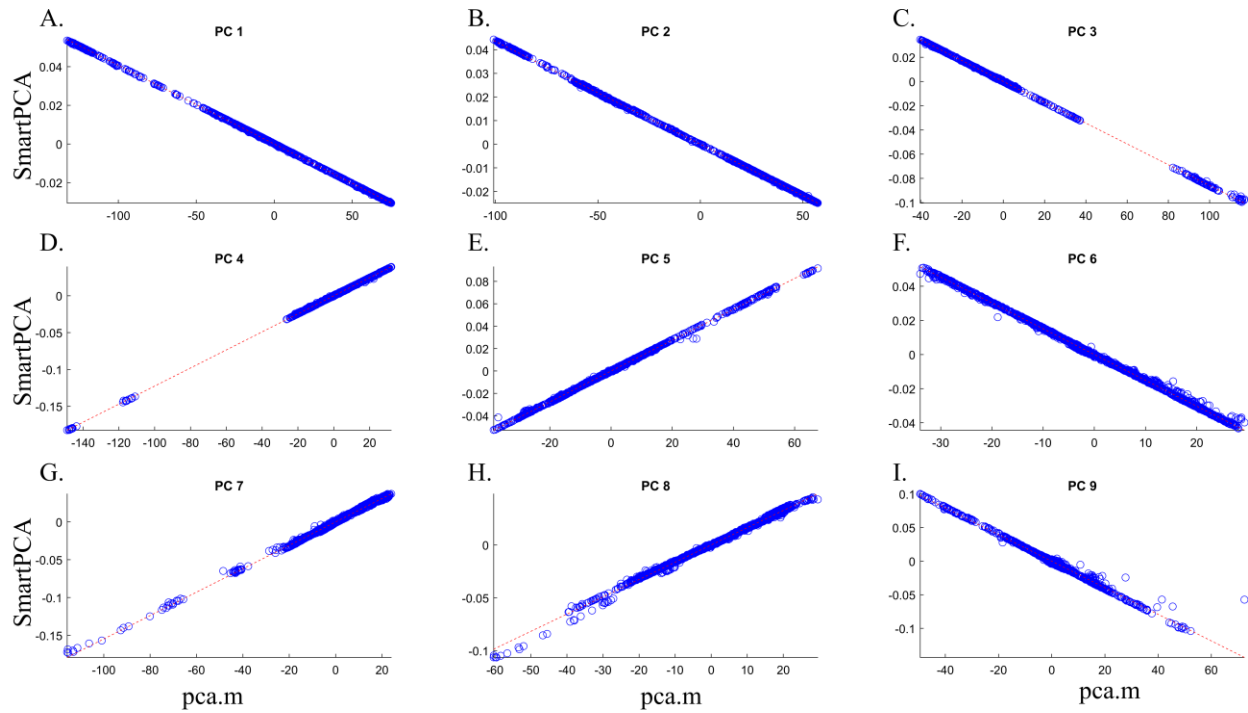 A. B. C.
PC 1 PC 2 PC 3
SmartPCA
0.04 0.02 0 -0.02
-100 -50 0 50
0.04 0.03 0.02 0.01 0 -0.01 -0.02
-100 -50 0 50
0.02 0 -0.02 -0.04 -0.06 -0.08 -0.1
-40 -20 0 20 40 60 80 100
D. E. F.
PC 4 PC 5 PC 6
SmartPCA
0 -0.05 -0.1 -0.15
-140 -120 -100 -80 -60 -40 -20 0 20
0.08 0.06 0.04 0.02 0 -0.02 -0.04
-20 0 20 40 60
0.04 0.02 0 -0.02 -0.04
-30 -20 -10 0 10 20
G. H. I.
PC 7 PC 8 PC 9
SmartPCA
0 -0.05 -0.1 -0.15
-100 -80 -60 -40 -20 0 20
0 -0.05 -0.1
-60 -50 -40 -30 -20 -10 0 10 20
0.1 0.05 0 -0.05 -0.1
-40 -20 0 20 40 60
pca.m pca.m pca.m